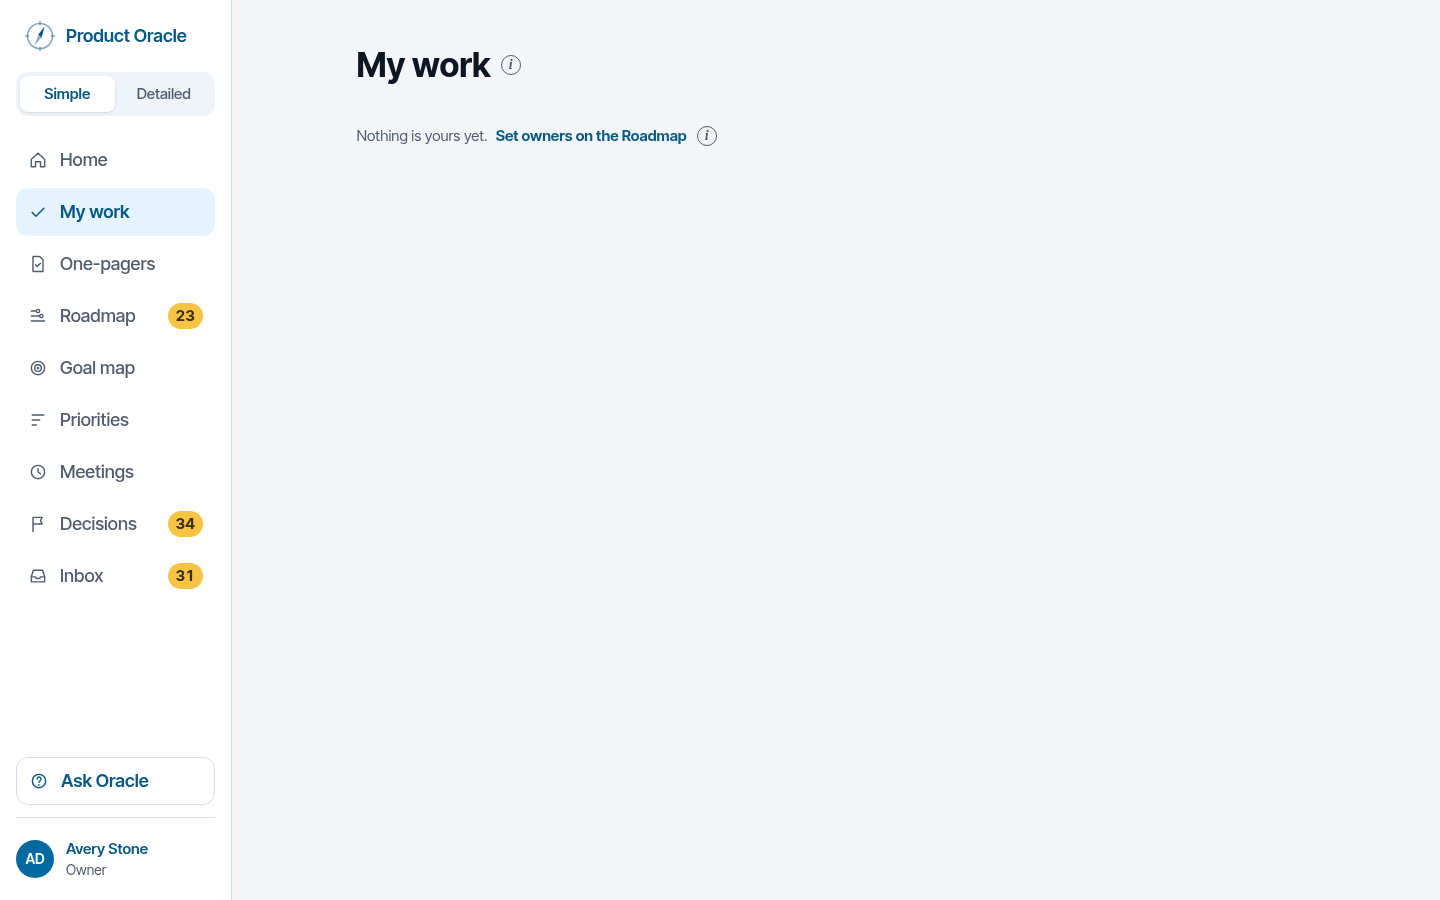 Product Oracle
Simple
Detailed
Home
My work
One-pagers
Roadmap 23
Goal map
Priorities
Meetings
Decisions 34
Inbox 31
Ask Oracle
AD
Avery Stone
Owner
My work i
Nothing is yours yet. Set owners on the Roadmap i